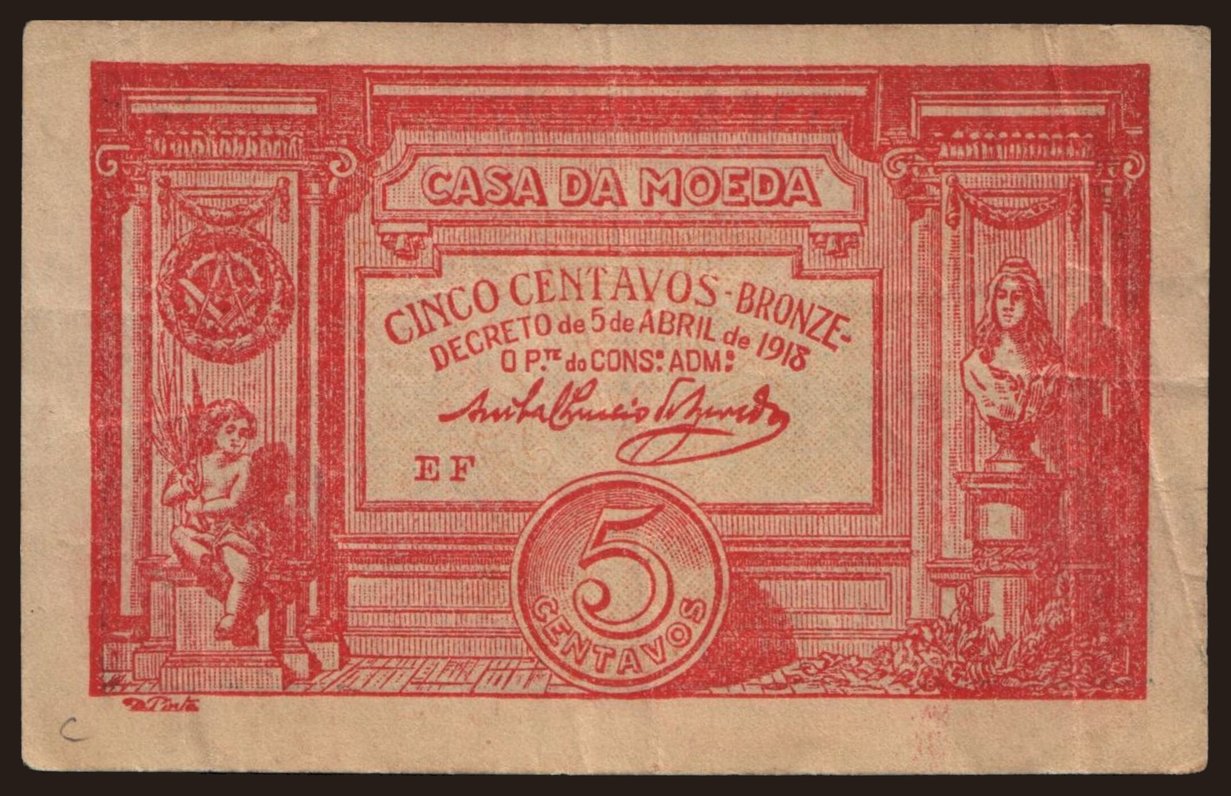 CASA DA MOEDA
CINCO CENTAVOS-BRONZE-
DECRETO de 5 de ABRIL de 1918
O P.TE do CONS.º ADM.º
E F
5
CENTAVOS
C